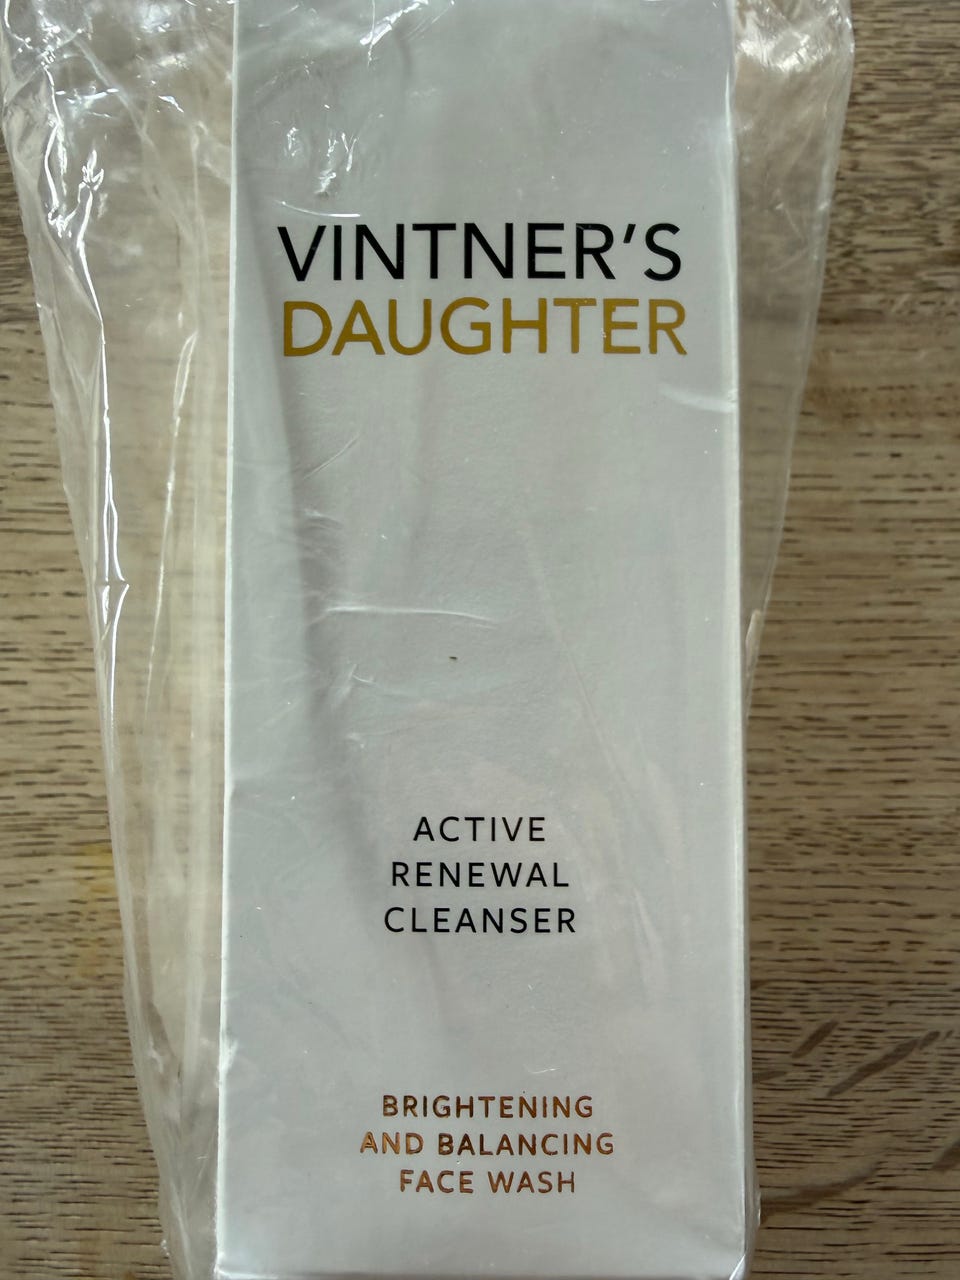 VINTNER'S
DAUGHTER
ACTIVE
RENEWAL
CLEANSER
BRIGHTENING
AND BALANCING
FACE WASH